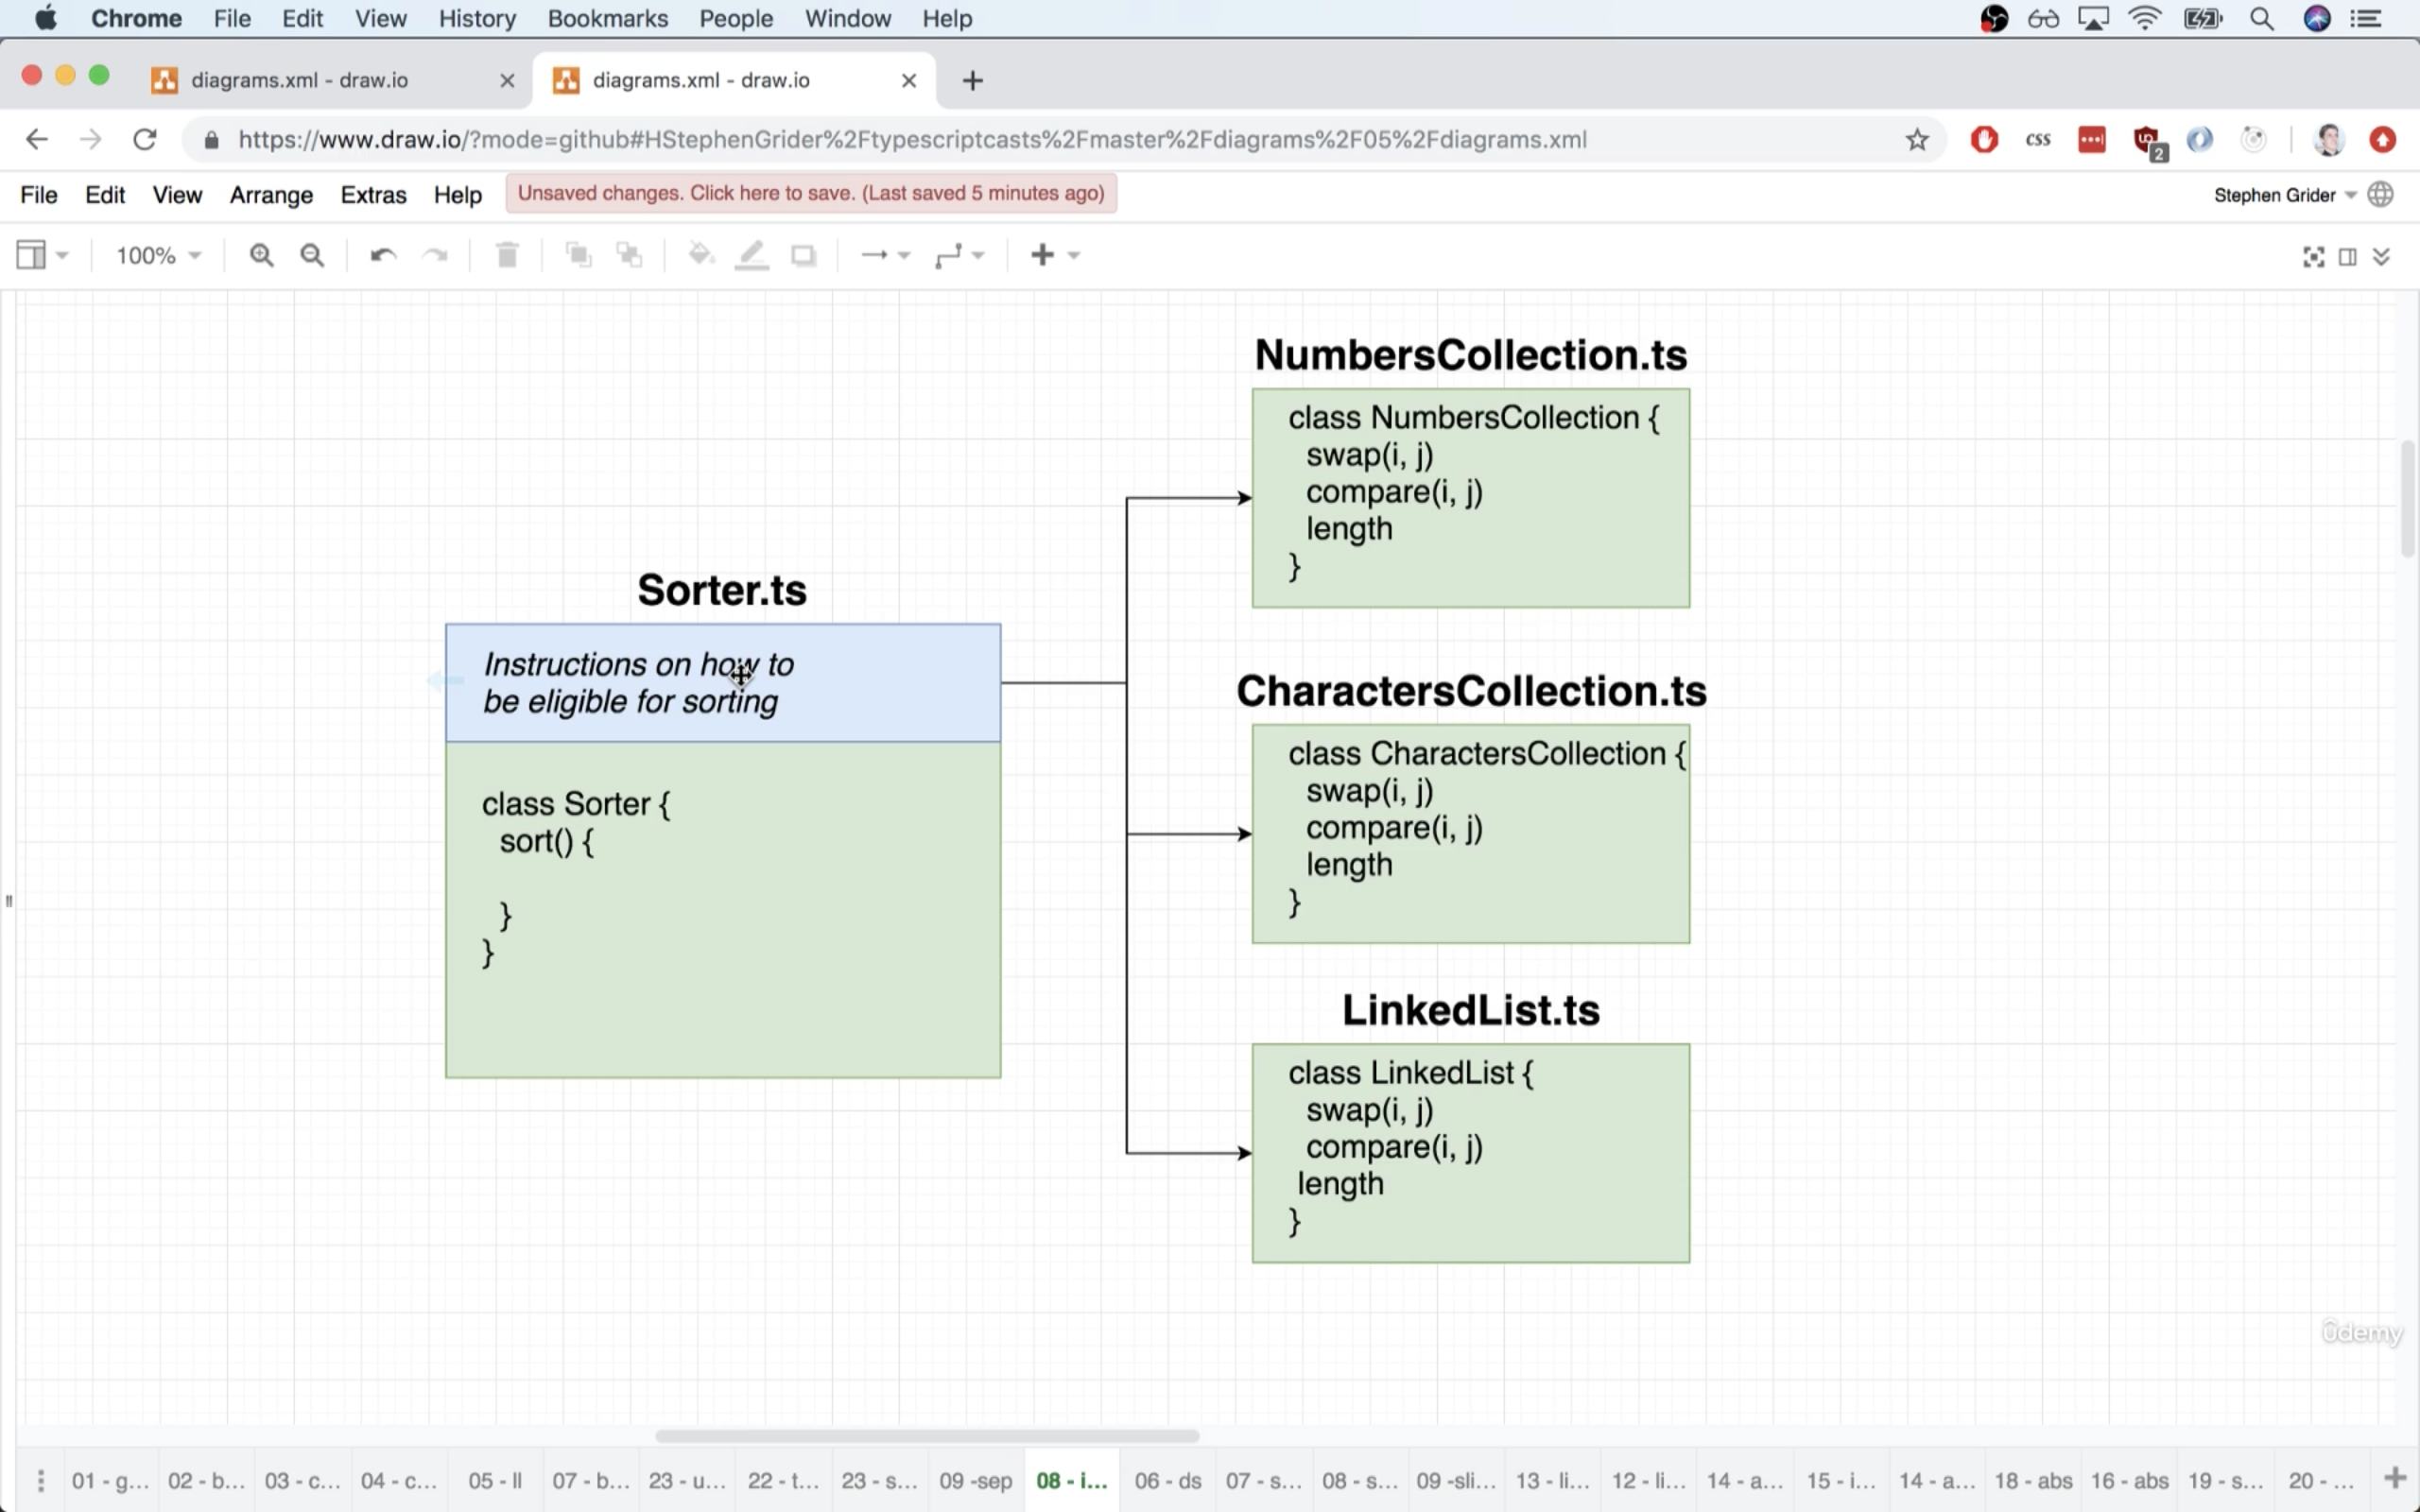 Chrome File Edit View History Bookmarks People Window Help
diagrams.xml - draw.io
diagrams.xml - draw.io
https://www.draw.io/?mode=github#HStephenGrider%2Ftypescriptcasts%2Fmaster%2Fdiagrams%2F05%2Fdiagrams.xml
css
2
File Edit View Arrange Extras Help
Unsaved changes. Click here to save. (Last saved 5 minutes ago)
Stephen Grider
100%
NumbersCollection.ts
class NumbersCollection {
swap(i, j)
compare(i, j)
length
}
Sorter.ts
Instructions on how to
be eligible for sorting
class Sorter {
sort() {
}
}
CharactersCollection.ts
class CharactersCollection {
swap(i, j)
compare(i, j)
length
}
LinkedList.ts
class LinkedList {
swap(i, j)
compare(i, j)
length
}
ûdemy
01 - g... 02 - b... 03 - c... 04 - c... 05 - ll 07 - b... 23 - u... 22 - t... 23 - s... 09 -sep 08 - i... 06 - ds 07 - s... 08 - s... 09 -sli... 13 - li... 12 - li... 14 - a... 15 - i... 14 - a... 18 - abs 16 - abs 19 - s... 20 - ...